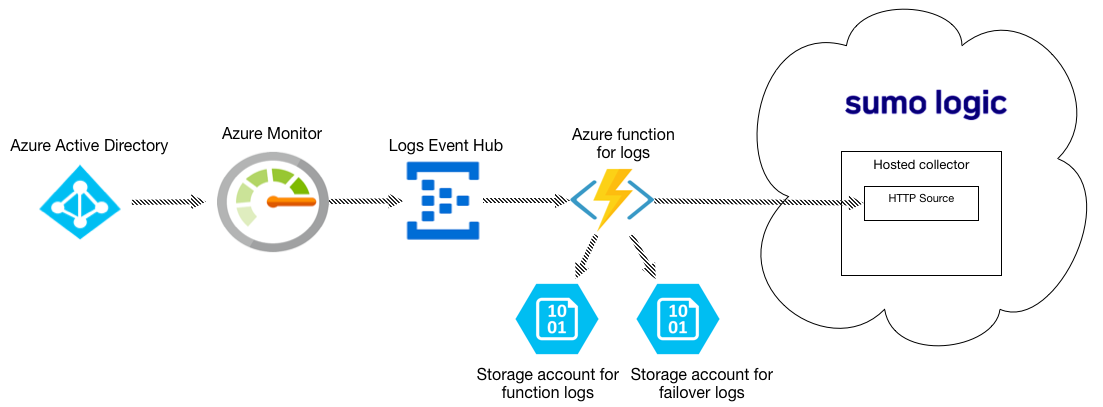 Azure Active Directory
Azure Monitor
Logs Event Hub
Azure function
for logs
sumo logic
Hosted collector
HTTP Source
10
01
10
01
Storage account for
function logs
Storage account for
failover logs